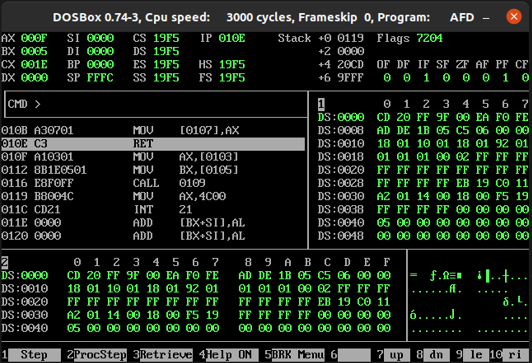 DOSBox 0.74-3, Cpu speed: 3000 cycles, Frameskip 0, Program: AFD
AX 000F SI 0000 CS 19F5 IP 010E Stack +0 0119 Flags 7204
BX 0005 DI 0000 DS 19F5 +2 0000
CX 001E BP 0000 ES 19F5 HS 19F5 +4 20CD OF DF IF SF ZF AF PF CF
DX 0000 SP FFFC SS 19F5 FS 19F5 +6 9FFF 0 0 1 0 0 0 1 0
CMD >
1 0 1 2 3 4 5 6 7
DS:0000 CD 20 FF 9F 00 EA F0 FE
010B A30701 MOV [0107],AX DS:0008 AD DE 1B 05 C5 06 00 00
010E C3 RET DS:0010 18 01 10 01 18 01 92 01
010F A10301 MOV AX,[0103] DS:0018 01 01 01 00 02 FF FF FF
0112 8B1E0501 MOV BX,[0105] DS:0020 FF FF FF FF FF FF FF FF
0116 E8F0FF CALL 0109 DS:0028 FF FF FF FF EB 19 C0 11
0119 B8004C MOV AX,4C00 DS:0030 A2 01 14 00 18 00 F5 19
011C CD21 INT 21 DS:0038 FF FF FF FF 00 00 00 00
011E 0000 ADD [BX+SI],AL DS:0040 05 00 00 00 00 00 00 00
0120 0000 ADD [BX+SI],AL DS:0048 00 00 00 00 00 00 00 00
2 0 1 2 3 4 5 6 7 8 9 A B C D E F
DS:0000 CD 20 FF 9F 00 EA F0 FE AD DE 1B 05 C5 06 00 00
DS:0010 18 01 10 01 18 01 92 01 01 01 01 00 02 FF FF FF
DS:0020 FF FF FF FF FF FF FF FF FF FF FF FF EB 19 C0 11
DS:0030 A2 01 14 00 18 00 F5 19 FF FF FF FF 00 00 00 00
DS:0040 05 00 00 00 00 00 00 00 00 00 00 00 00 00 00 00
1 Step 2ProcStep 3Retrieve 4Help ON 5BRK Menu 6 7 up 8 dn 9 le 10 ri